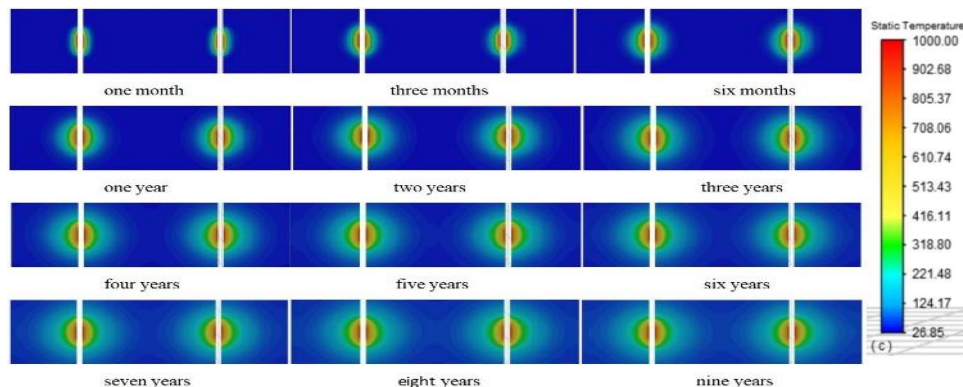 Static Temperature
1000.00
902.68
805.37
708.06
610.74
513.43
416.11
318.80
221.48
124.17
26.85
(c)
one month three months six months
one year two years three years
four years five years six years
seven years eight years nine years